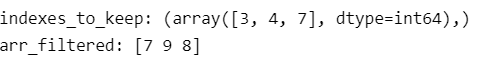 indexes_to_keep: (array([3, 4, 7], dtype=int64),)
arr_filtered: [7 9 8]